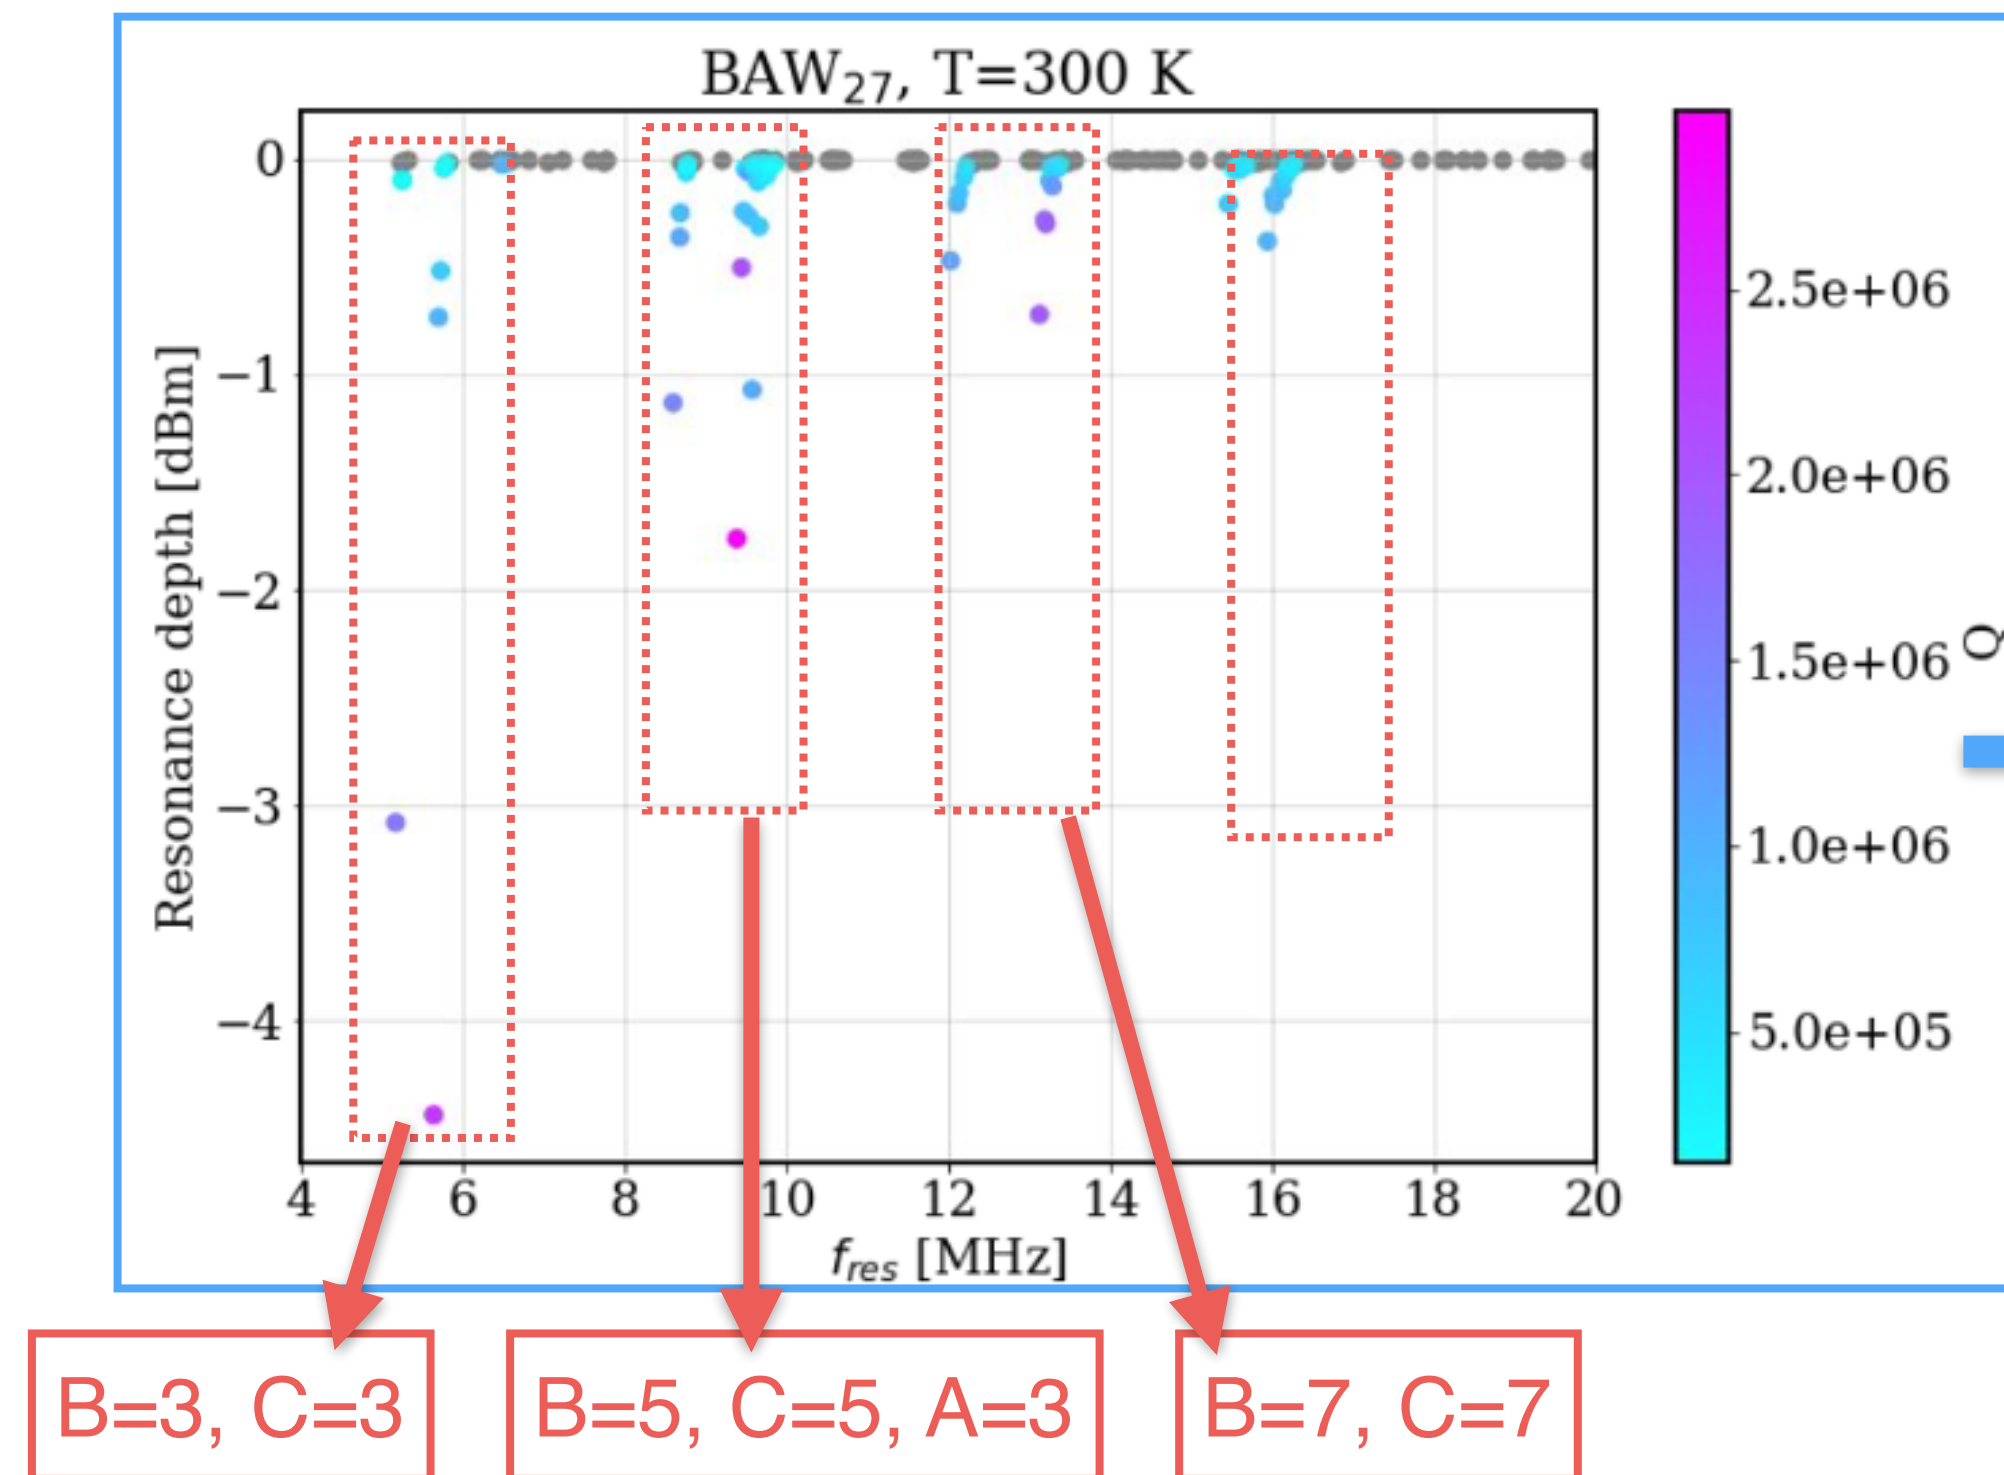 BAW₂₇, T=300 K
0
−1
−2
−3
−4
Resonance depth [dBm]
4 6 8 10 12 14 16 18 20
f_res [MHz]
2.5e+06
2.0e+06
1.5e+06
1.0e+06
5.0e+05
Q
B=3, C=3
B=5, C=5, A=3
B=7, C=7